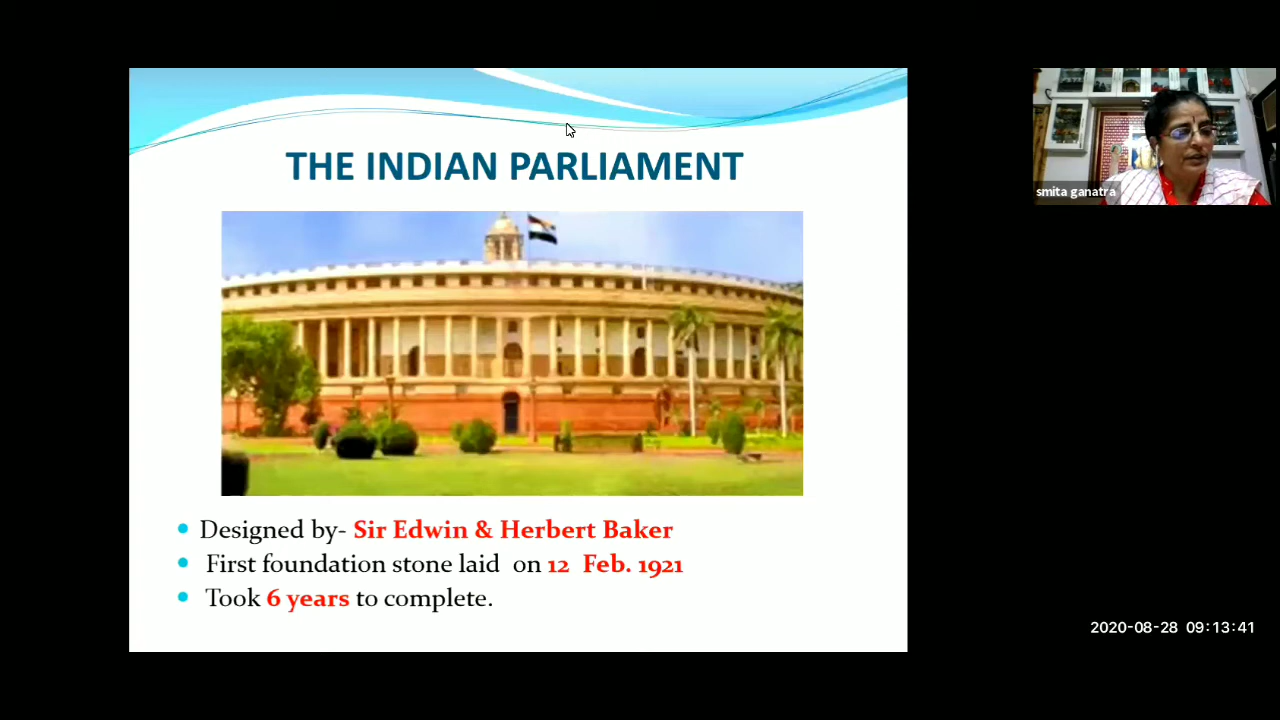 THE INDIAN PARLIAMENT
smita ganatra
Designed by- Sir Edwin & Herbert Baker
First foundation stone laid on 12 Feb. 1921
Took 6 years to complete.
2020-08-28 09:13:41